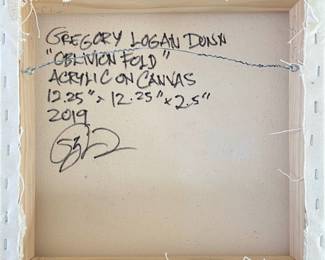 GREGORY LOGAN DUNN
"OBLIVION FOLD"
ACRYLIC ON CANVAS
12.25" x 12.25" x 2.5"
2019